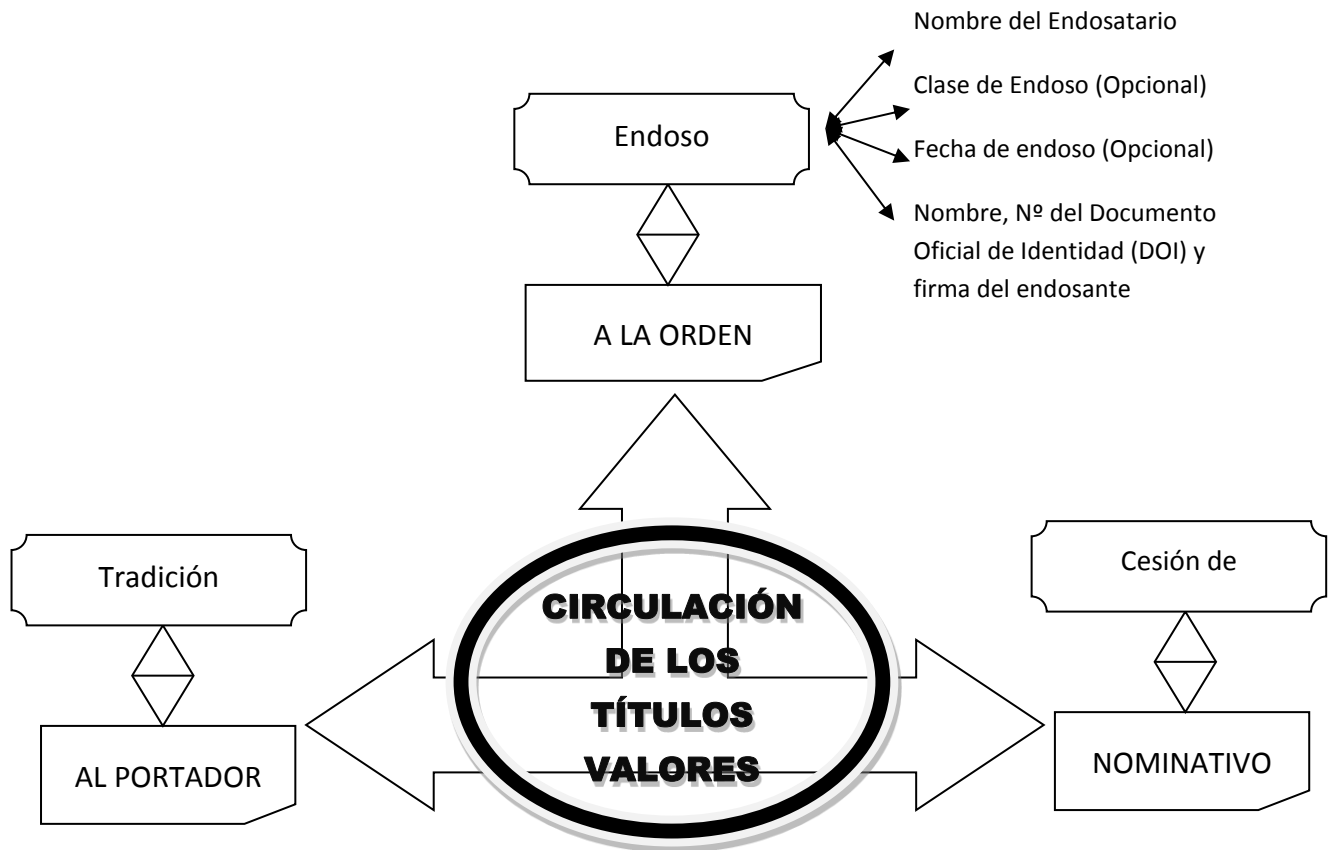 Nombre del Endosatario
Clase de Endoso (Opcional)
Fecha de endoso (Opcional)
Nombre, Nº del Documento
Oficial de Identidad (DOI) y
firma del endosante
Endoso
A LA ORDEN
Tradición
AL PORTADOR
CIRCULACIÓN
DE LOS
TÍTULOS
VALORES
Cesión de
NOMINATIVO